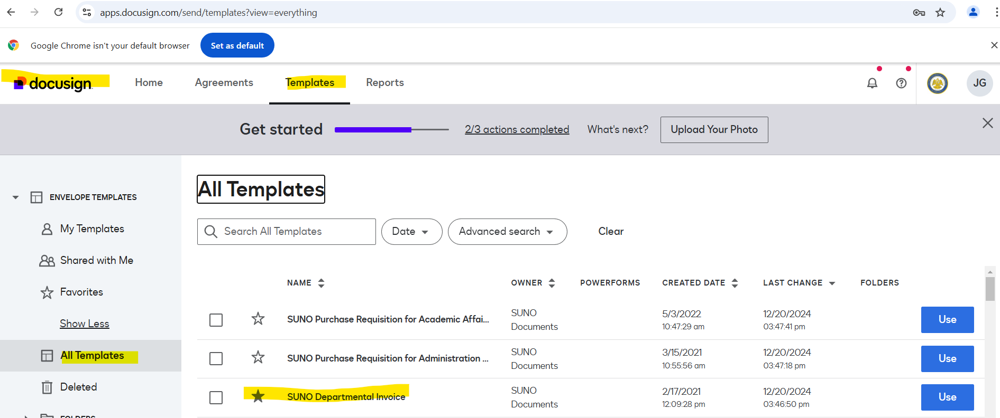 apps.docusign.com/send/templates?view=everything
Google Chrome isn't your default browser Set as default
docusign Home Agreements Templates Reports JG
Get started 2/3 actions completed What's next? Upload Your Photo
ENVELOPE TEMPLATES
My Templates
Shared with Me
Favorites
Show Less
All Templates
Deleted
FOLDERS
All Templates
Search All Templates Date Advanced search Clear
NAME OWNER POWERFORMS CREATED DATE LAST CHANGE FOLDERS
SUNO Purchase Requisition for Academic Affai... SUNO Documents 5/3/2022 10:47:29 am 12/20/2024 03:47:41 pm Use
SUNO Purchase Requisition for Administration ... SUNO Documents 3/15/2021 10:55:56 am 12/20/2024 03:47:18 pm Use
SUNO Departmental Invoice SUNO Documents 2/17/2021 12:09:28 pm 12/20/2024 03:46:50 pm Use